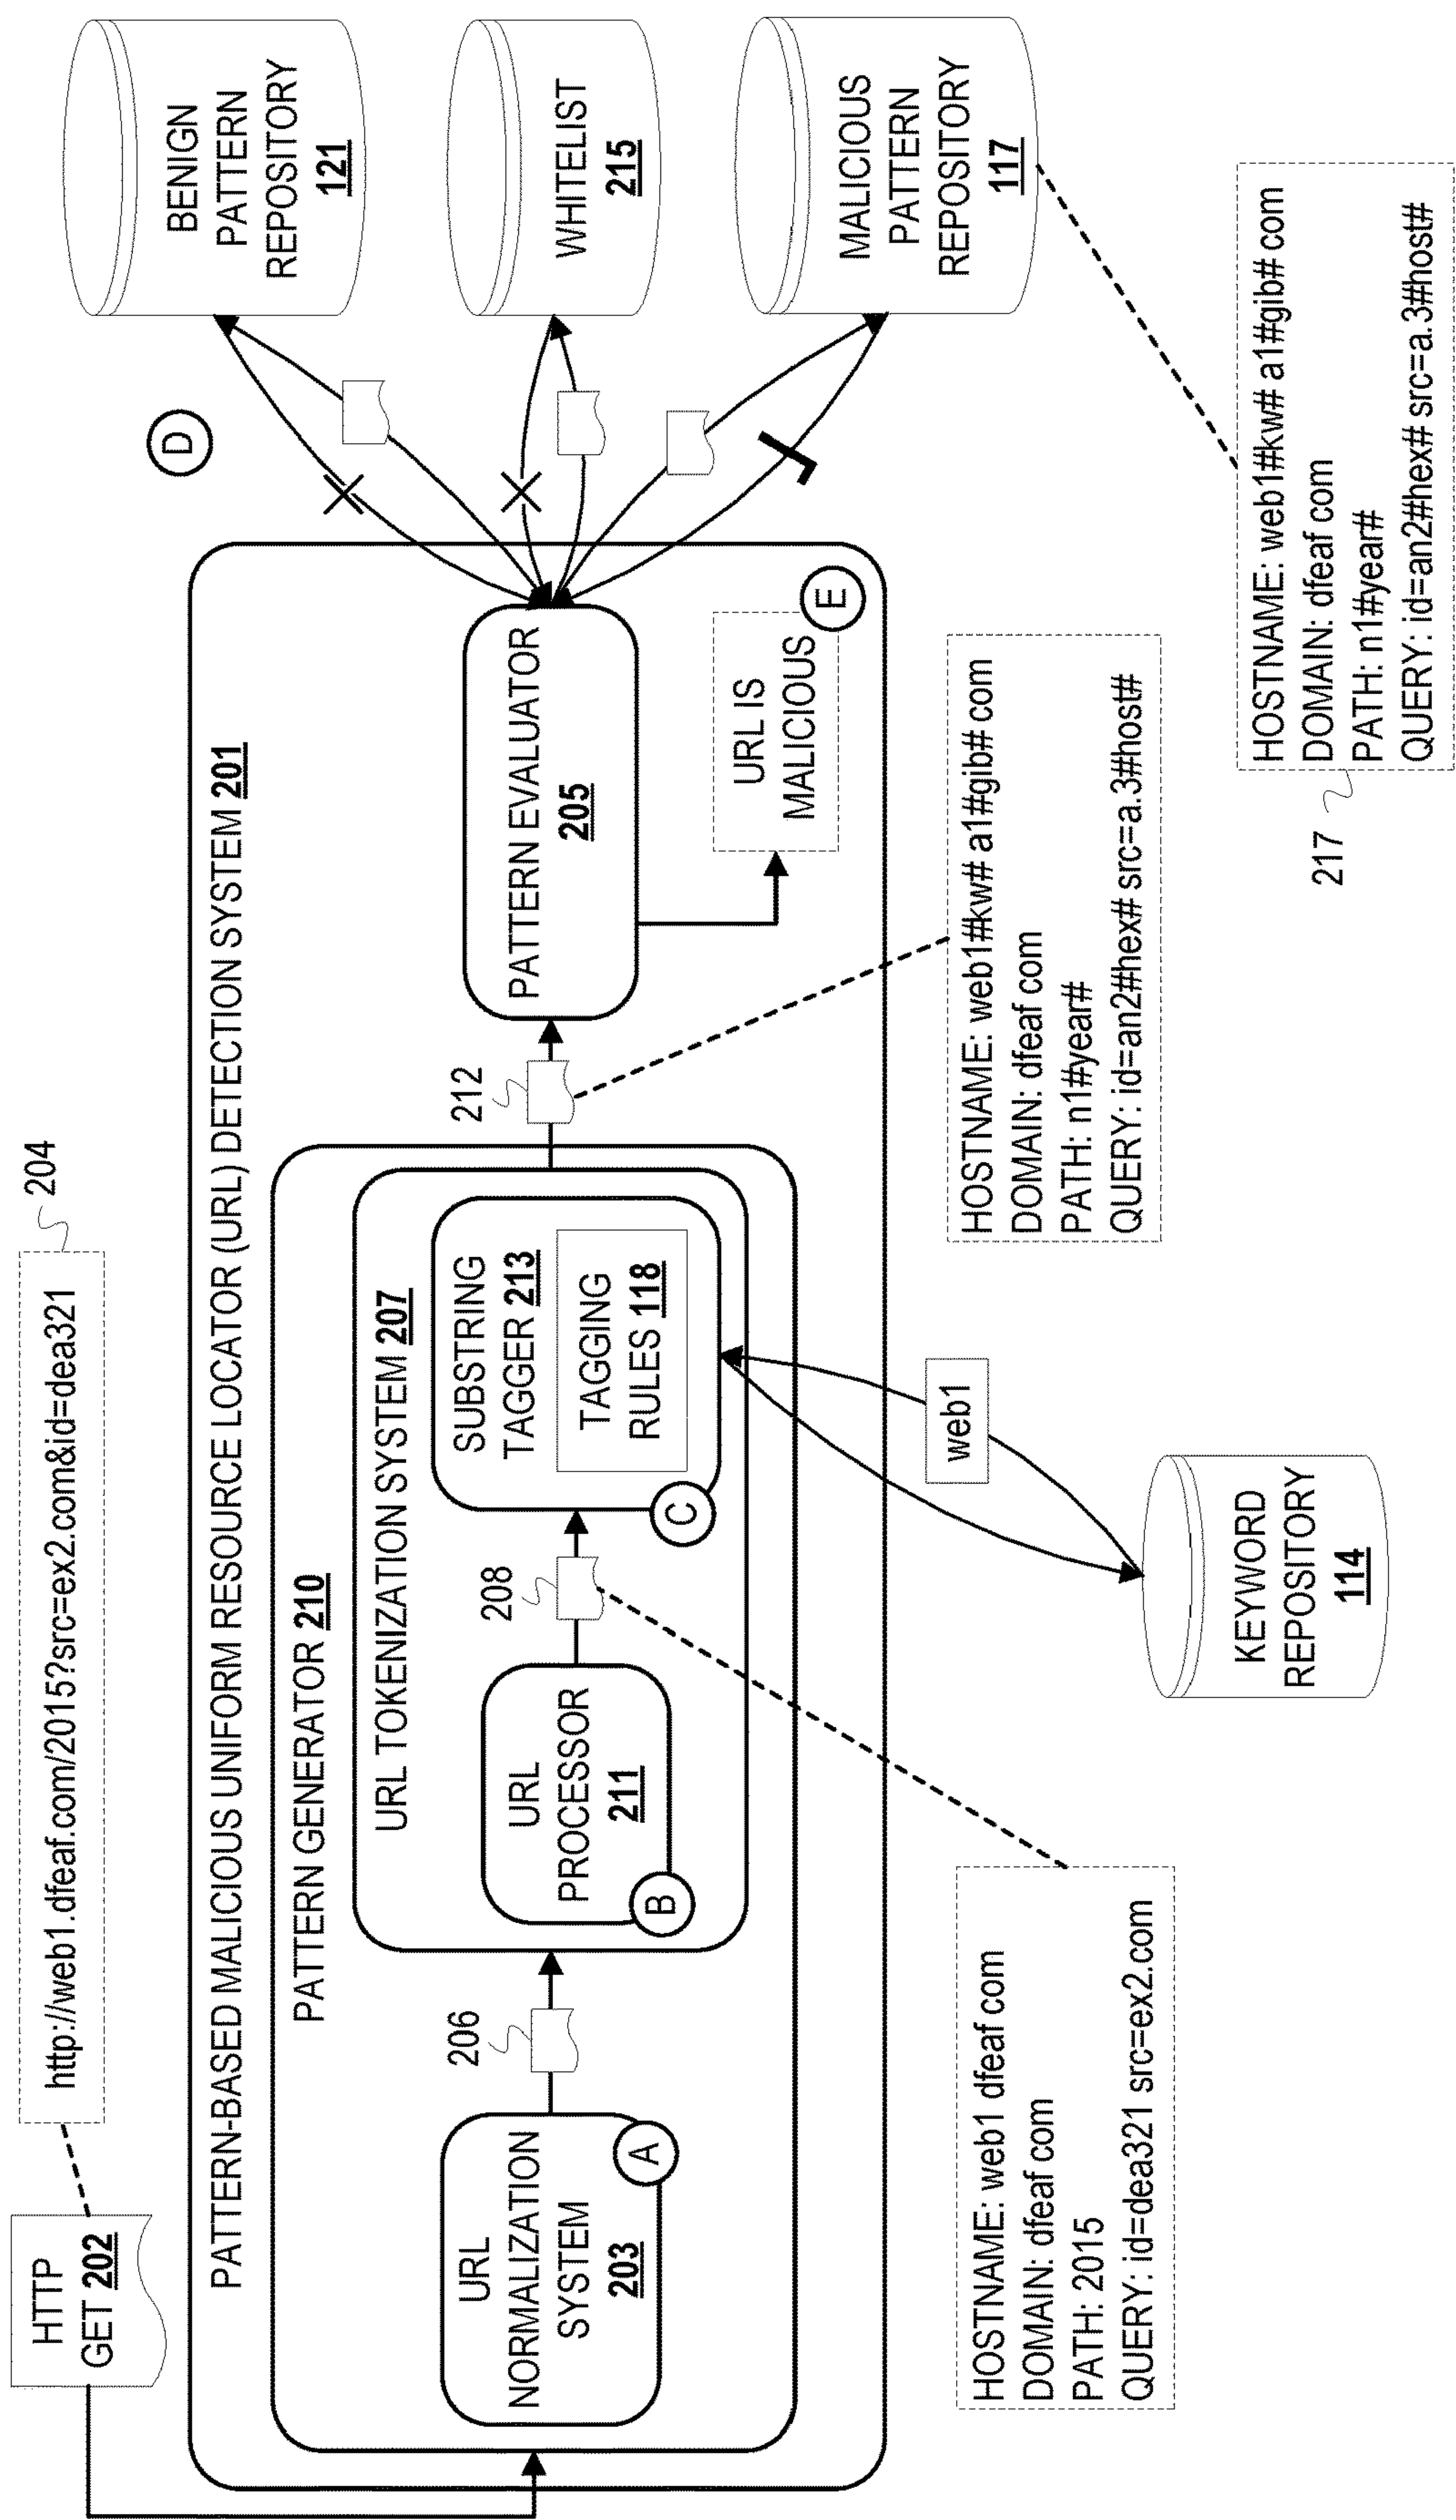 HTTP
GET 202
http://web1.dfeaf.com/2015?src=ex2.com&id=dea321
204
PATTERN-BASED MALICIOUS UNIFORM RESOURCE LOCATOR (URL) DETECTION SYSTEM 201
PATTERN GENERATOR 210
URL
NORMALIZATION
SYSTEM
203
A
206
URL TOKENIZATION SYSTEM 207
URL
PROCESSOR
211
B
208
SUBSTRING
TAGGER 213
TAGGING
RULES 118
C
212
PATTERN EVALUATOR
205
URL IS
MALICIOUS
E
D
BENIGN
PATTERN
REPOSITORY
121
WHITELIST
215
MALICIOUS
PATTERN
REPOSITORY
117
HOSTNAME: web1 dfeaf com
DOMAIN: dfeaf com
PATH: 2015
QUERY: id=dea321 src=ex2.com
web1
KEYWORD
REPOSITORY
114
HOSTNAME: web1#kw# a1#gib# com
DOMAIN: dfeaf com
PATH: n1#year#
QUERY: id=an2#hex# src=a.3#host#
217
HOSTNAME: web1#kw# a1#gib# com
DOMAIN: dfeaf com
PATH: n1#year#
QUERY: id=an2#hex# src=a.3#host#